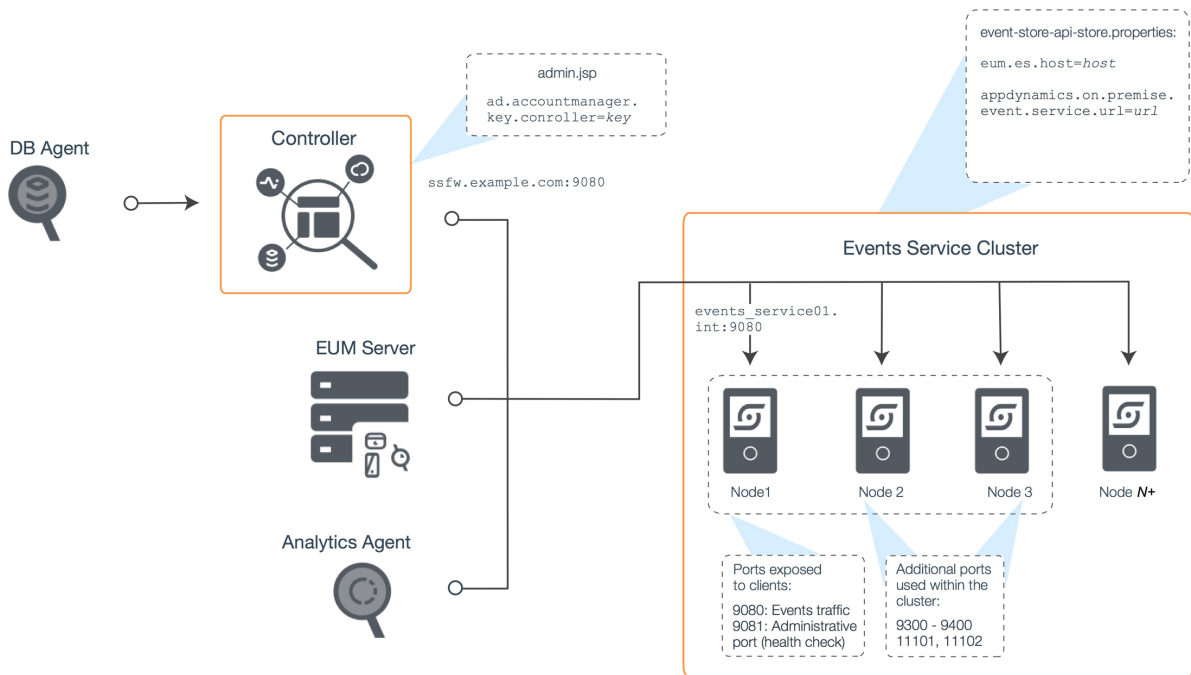 event-store-api-store.properties:
eum.es.host=host
appdynamics.on.premise.
event.service.url=url
admin.jsp
ad.accountmanager.
key.conroller=key
Controller
DB Agent
ssfw.example.com:9080
Events Service Cluster
events_service01.
int:9080
EUM Server
Node1
Node 2
Node 3
Node N+
Analytics Agent
Ports exposed
to clients:
9080: Events traffic
9081: Administrative
port (health check)
Additional ports
used within the
cluster:
9300 - 9400
11101, 11102